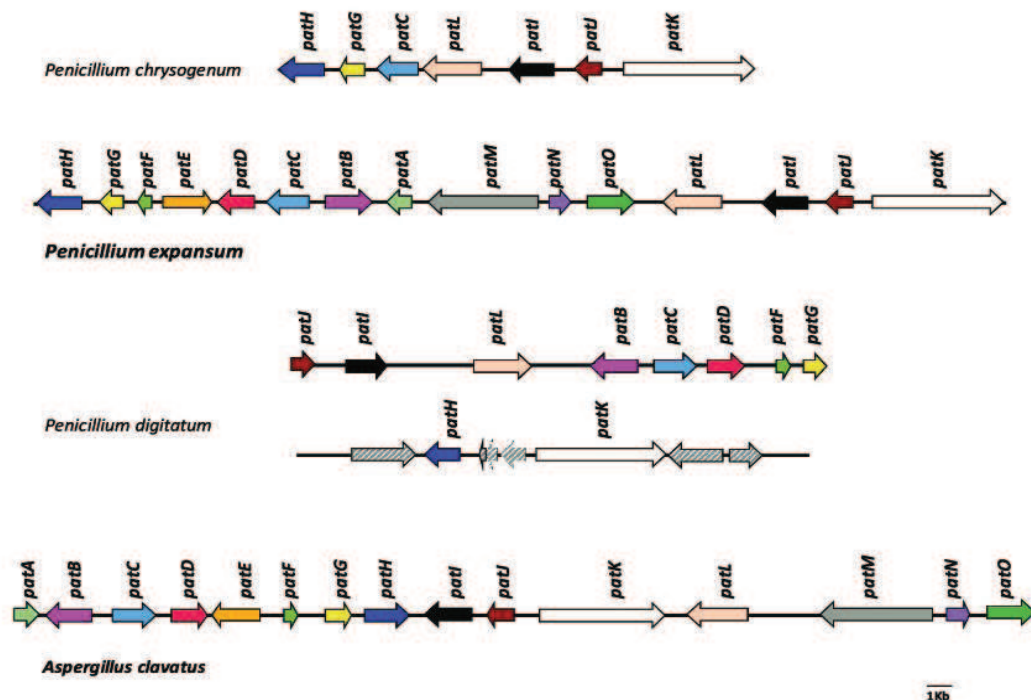 patH patG patC patL patI patJ patK
Penicillium chrysogenum
patH patG patF patE patD patC patB patA patM patN patO patL patI patJ patK
Penicillium expansum
patJ patI patL patB patC patD patF patG
Penicillium digitatum
patH patK
patA patB patC patD patE patF patG patH patI patJ patK patL patM patN patO
Aspergillus clavatus
1Kb